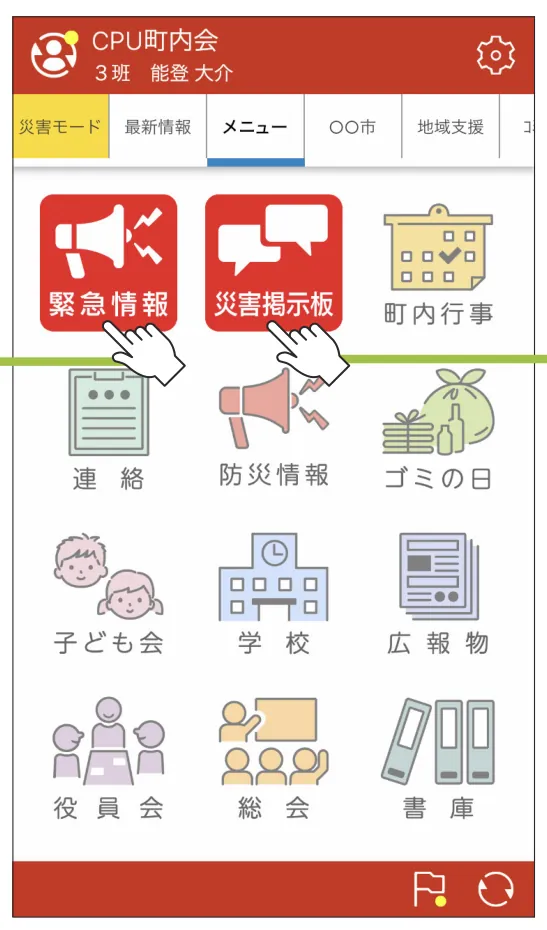 CPU町内会
3班 能登 大介
災害モード 最新情報 メニュー 〇〇市 地域支援
緊急情報 災害掲示板 町内行事
連絡 防災情報 ゴミの日
子ども会 学校 広報物
役員会 総会 書庫